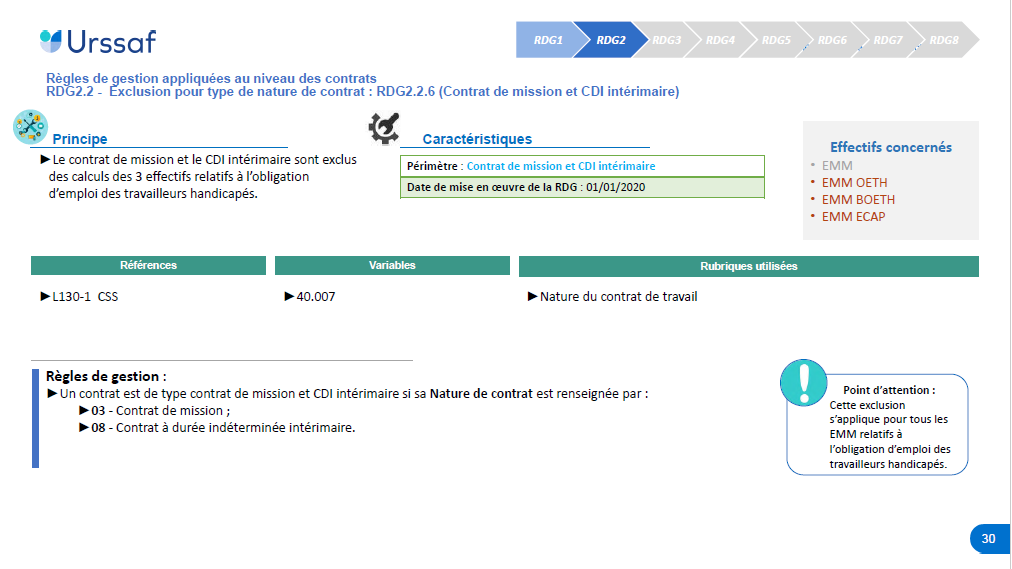 Urssaf
RDG1 RDG2 RDG3 RDG4 RDG5 RDG6 RDG7 RDG8
Règles de gestion appliquées au niveau des contrats
RDG2.2 - Exclusion pour type de nature de contrat : RDG2.2.6 (Contrat de mission et CDI intérimaire)
Principe
►Le contrat de mission et le CDI intérimaire sont exclus
des calculs des 3 effectifs relatifs à l’obligation
d’emploi des travailleurs handicapés.
Caractéristiques
Périmètre : Contrat de mission et CDI intérimaire
Date de mise en œuvre de la RDG : 01/01/2020
Effectifs concernés
• EMM
• EMM OETH
• EMM BOETH
• EMM ECAP
Références
Variables
Rubriques utilisées
►L130-1 CSS
►40.007
►Nature du contrat de travail
Règles de gestion :
►Un contrat est de type contrat de mission et CDI intérimaire si sa Nature de contrat est renseignée par :
►03 - Contrat de mission ;
►08 - Contrat à durée indéterminée intérimaire.
!
Point d’attention :
Cette exclusion
s’applique pour tous les
EMM relatifs à
l’obligation d’emploi des
travailleurs handicapés.
30